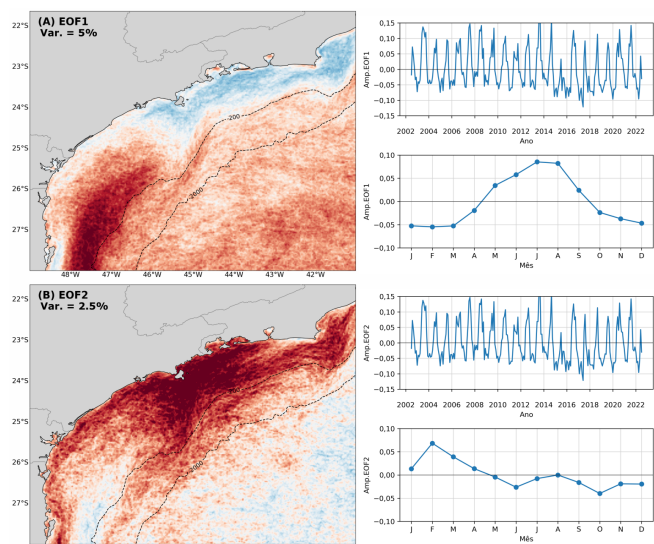 (A) EOF1
Var. = 5%
22°S
23°S
24°S
25°S
26°S
27°S
-200
-2000
48°W 47°W 46°W 45°W 44°W 43°W 42°W
Amp.EOF1
0,15
0,10
0,05
0,00
−0,05
−0,10
−0,15
2002 2004 2006 2008 2010 2012 2014 2016 2018 2020 2022
Ano
Amp.EOF1
0,10
0,05
0,00
−0,05
−0,10
J F M A M J J A S O N D
Mês
(B) EOF2
Var. = 2.5%
22°S
23°S
24°S
25°S
26°S
27°S
Amp.EOF2
0,15
0,10
0,05
0,00
−0,05
−0,10
−0,15
2002 2004 2006 2008 2010 2012 2014 2016 2018 2020 2022
Ano
Amp.EOF2
0,10
0,05
0,00
−0,05
−0,10
J F M A M J J A S O N D
Mês